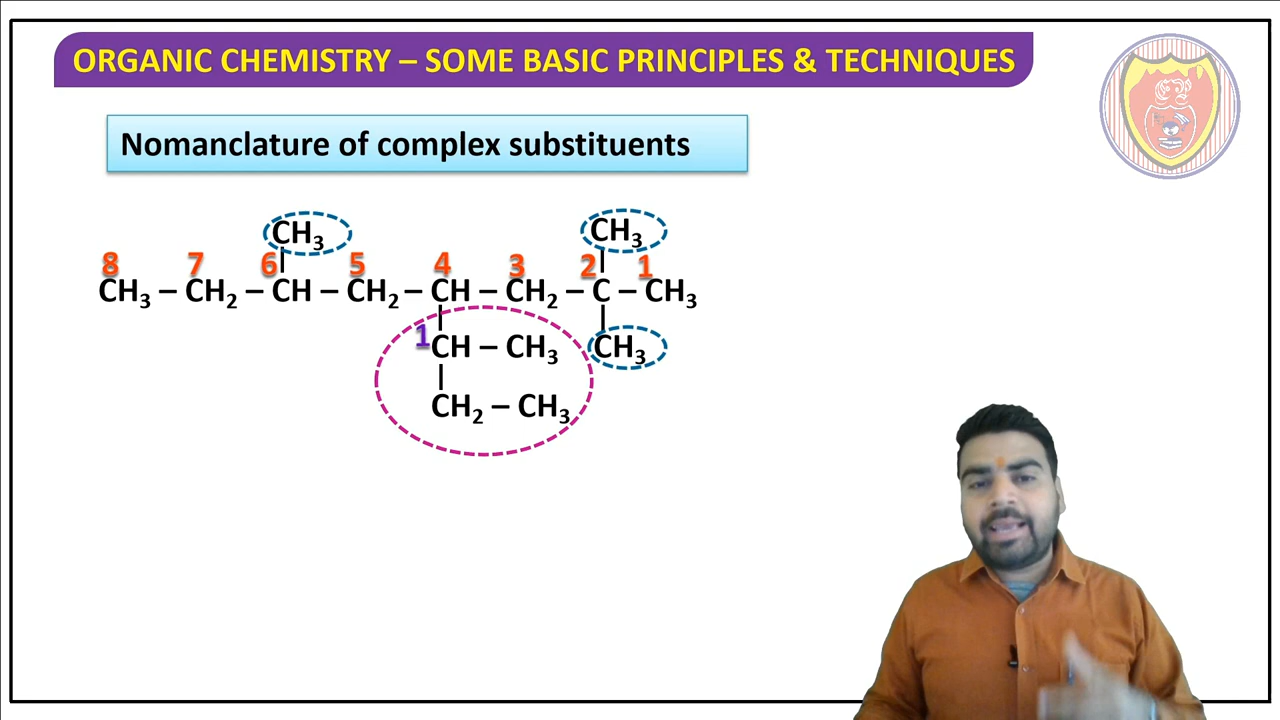 ORGANIC CHEMISTRY – SOME BASIC PRINCIPLES & TECHNIQUES
Nomanclature of complex substituents
CH₃ CH₃
8 7 6 5 4 3 2 1
CH₃ – CH₂ – CH – CH₂ – CH – CH₂ – C – CH₃
1 CH – CH₃ CH₃
CH₂ – CH₃